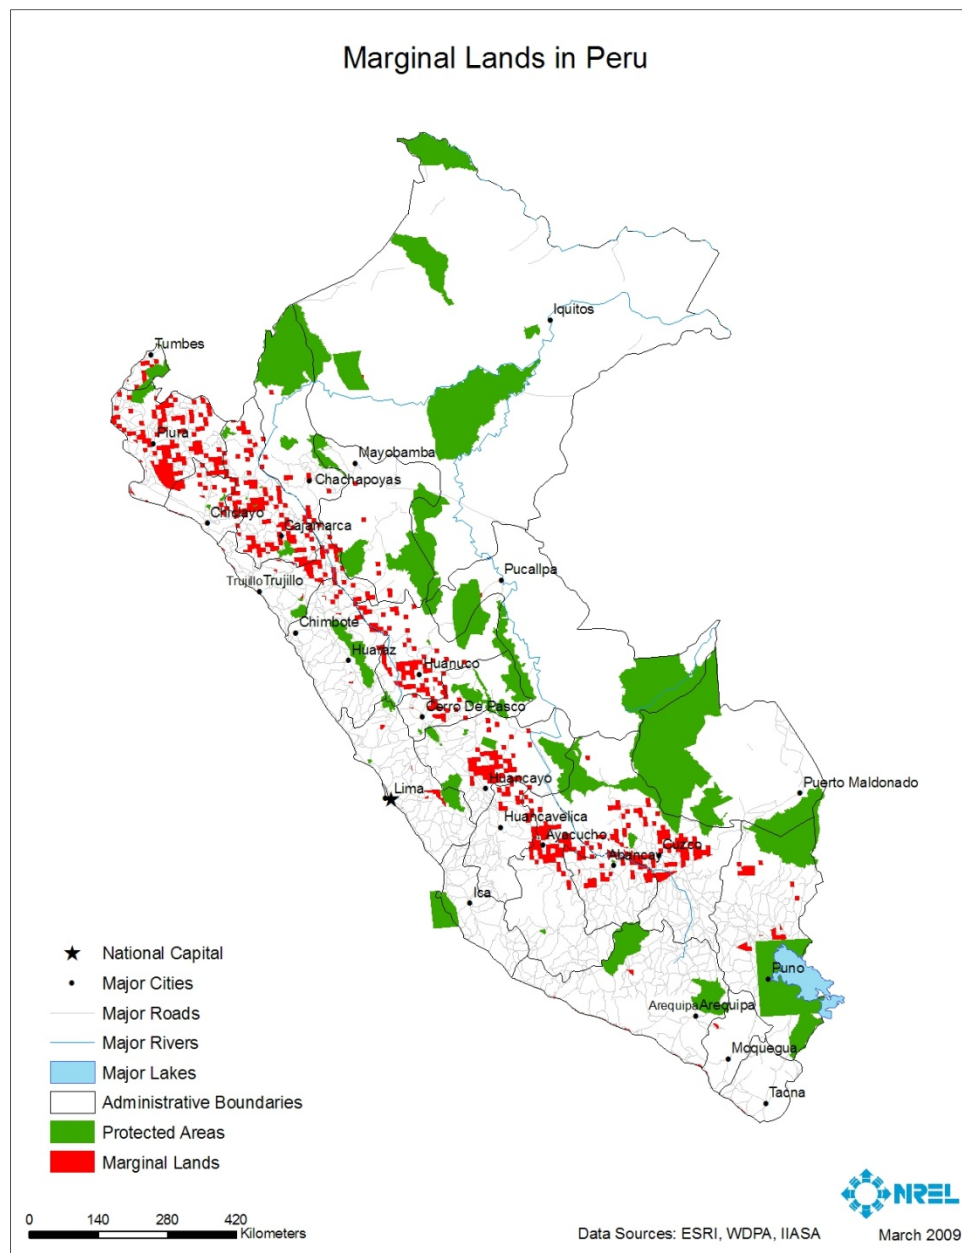 Marginal Lands in Peru
Iquitos
Tumbes
Piura
Mayobamba
Chachapoyas
Chiclayo
Cajamarca
Pucallpa
Trujillo Trujillo
Chimbote
Huaraz
Huanuco
Cerro De Pasco
Huancayo
Puerto Maldonado
Lima
Huancavelica
Ayacucho
Cuzco
Abancay
Ica
National Capital
Puno
Major Cities
Arequipa Arequipa
Major Roads
Major Rivers
Moquegua
Major Lakes
Tacna
Administrative Boundaries
Protected Areas
Marginal Lands
NREL
0 140 280 420
Kilometers
Data Sources: ESRI, WDPA, IIASA
March 2009